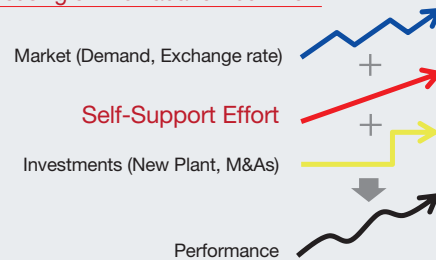 Market (Demand, Exchange rate)
+
Self-Support Effort
+
Investments (New Plant, M&As)
Performance